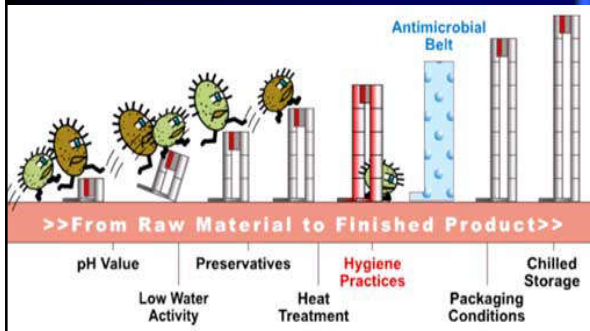 Antimicrobial
Belt
>>From Raw Material to Finished Product>>
pH Value
Low Water
Activity
Preservatives
Heat
Treatment
Hygiene
Practices
Packaging
Conditions
Chilled
Storage